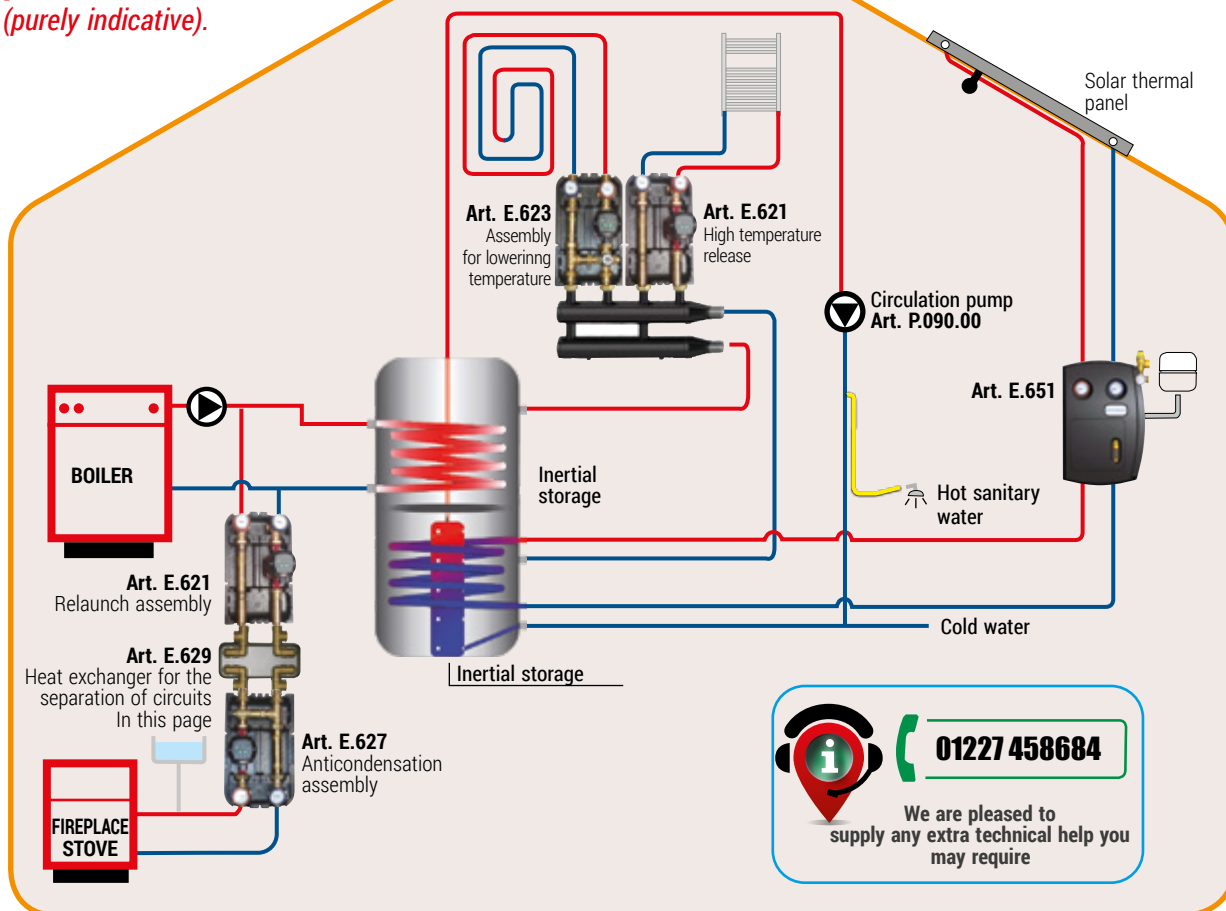 (purely indicative).
Solar thermal
panel
Art. E.623
Assembly
for lowerinng
temperature
Art. E.621
High temperature
release
Circulation pump
Art. P.090.00
Art. E.651
BOILER
Inertial
storage
Hot sanitary
water
Art. E.621
Relaunch assembly
Cold water
Art. E.629
Heat exchanger for the
separation of circuits
In this page
Inertial storage
Art. E.627
Anticondensation
assembly
FIREPLACE
STOVE
i
01227 458684
We are pleased to
supply any extra technical help you
may require